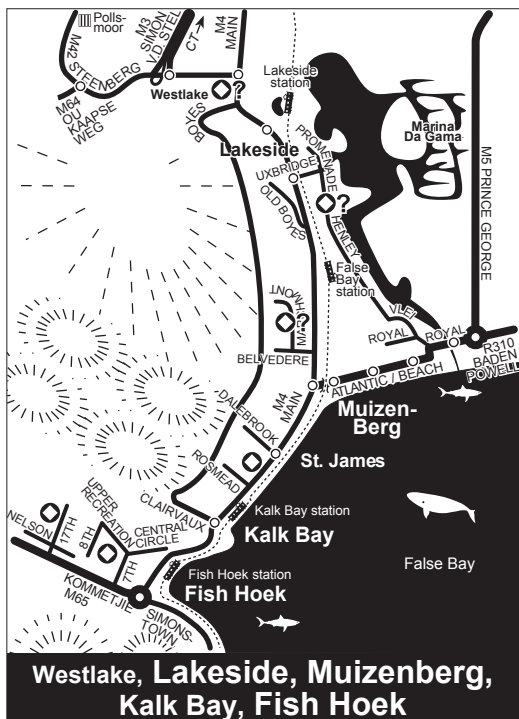 Polls-
moor
M3
SIMON
V.D. STEL
CT
M4
MAIN
M42
STEENBERG
M64
OU
KAAPSE
WEG
Westlake
?
BOYES
Lakeside
station
Lakeside
PROMENADE
Marina
Da Gama
UXBRIDGE
OLD BOYES
?
HENLEY
M5 PRINCE GEORGE
False
Bay
station
?
VLEI
ROYAL
ROYAL
BELVEDERE
R310
BADEN
POWELL
ATLANTIC / BEACH
M4
MAIN
Muizen-
Berg
DALEBROOK
St. James
ROSMEAD
CLAIRVAUX
Kalk Bay station
Kalk Bay
UPPER
RECREATION
CENTRAL
CIRCLE
NELSON
17TH
8TH
7TH
False Bay
Fish Hoek station
Fish Hoek
KOMMETJIE
M65
SIMONS-
TOWN
Westlake, Lakeside, Muizenberg,
Kalk Bay, Fish Hoek